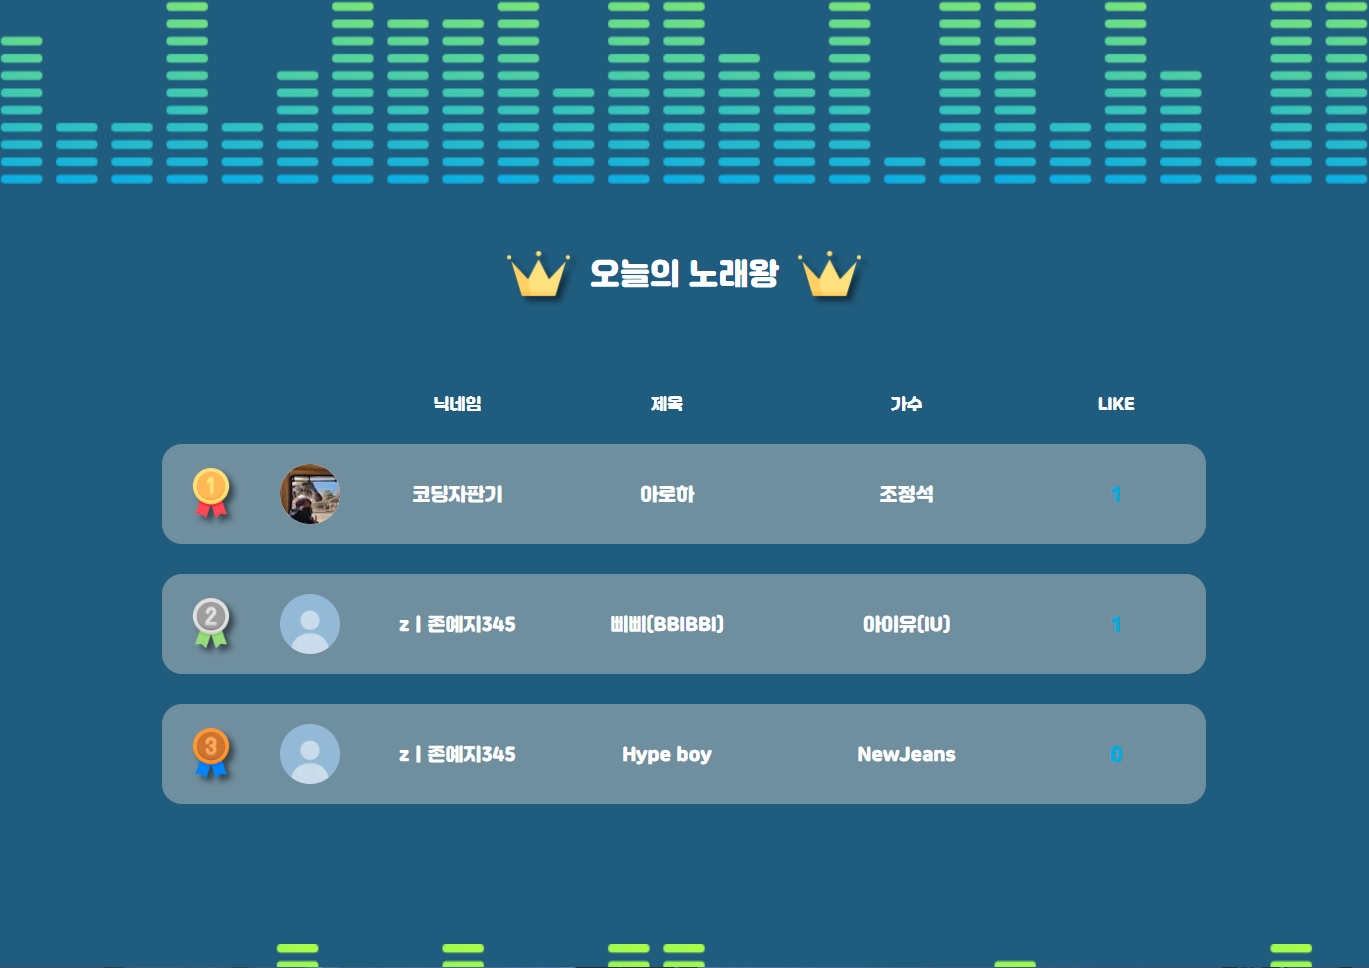 오늘의 노래왕
닉네임 제목 가수 LIKE
1 코딩자판기 아로하 조정석 1
2 z ㅣ존예지345 삐삐(BBIBBI) 아이유(IU) 1
3 z ㅣ존예지345 Hype boy NewJeans 0